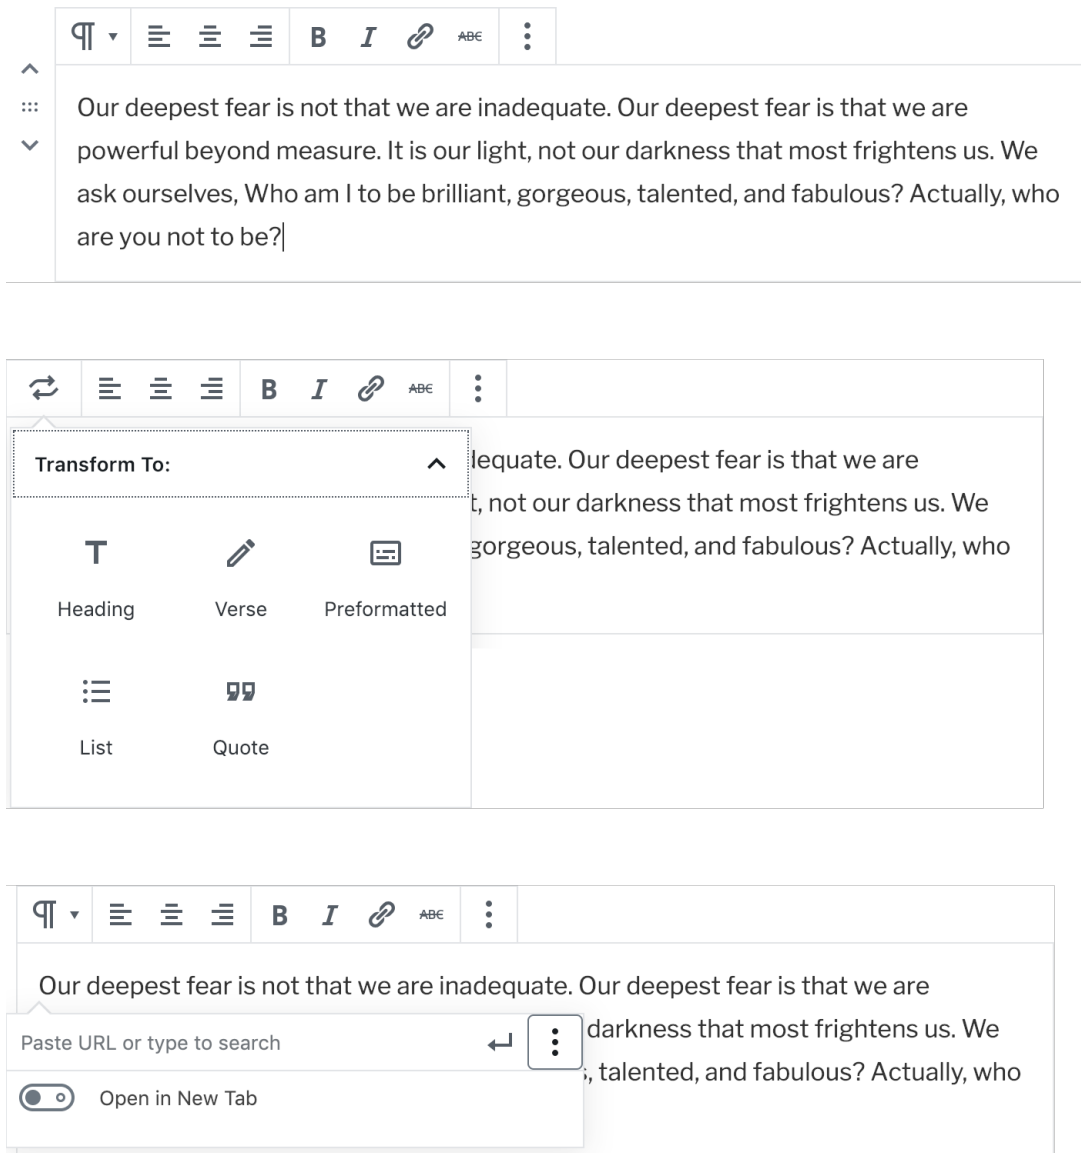 B I ABC
Our deepest fear is not that we are inadequate. Our deepest fear is that we are
powerful beyond measure. It is our light, not our darkness that most frightens us. We
ask ourselves, Who am I to be brilliant, gorgeous, talented, and fabulous? Actually, who
are you not to be?
B I ABC
Transform To:
dequate. Our deepest fear is that we are
t, not our darkness that most frightens us. We
gorgeous, talented, and fabulous? Actually, who
Heading Verse Preformatted
List Quote
B I ABC
Our deepest fear is not that we are inadequate. Our deepest fear is that we are
Paste URL or type to search
darkness that most frightens us. We
, talented, and fabulous? Actually, who
Open in New Tab